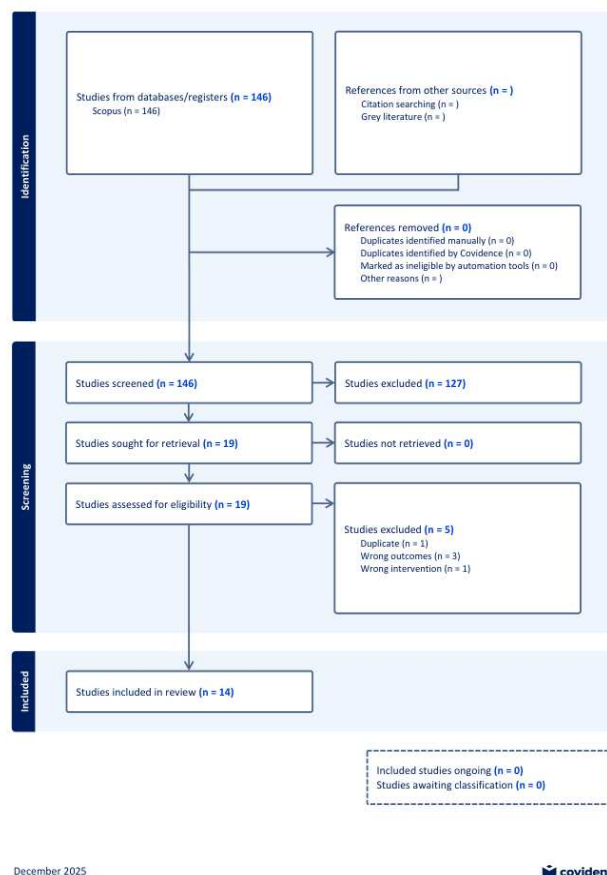 Identification
Studies from databases/registers (n = 146)
Scopus (n = 146)
References from other sources (n = )
Citation searching (n = )
Grey literature (n = )
References removed (n = 0)
Duplicates identified manually (n = 0)
Duplicates identified by Covidence (n = 0)
Marked as ineligible by automation tools (n = 0)
Other reasons (n = )
Screening
Studies screened (n = 146)
Studies excluded (n = 127)
Studies sought for retrieval (n = 19)
Studies not retrieved (n = 0)
Studies assessed for eligibility (n = 19)
Studies excluded (n = 5)
Duplicate (n = 1)
Wrong outcomes (n = 3)
Wrong intervention (n = 1)
Included
Studies included in review (n = 14)
Included studies ongoing (n = 0)
Studies awaiting classification (n = 0)
December 2025
coviden